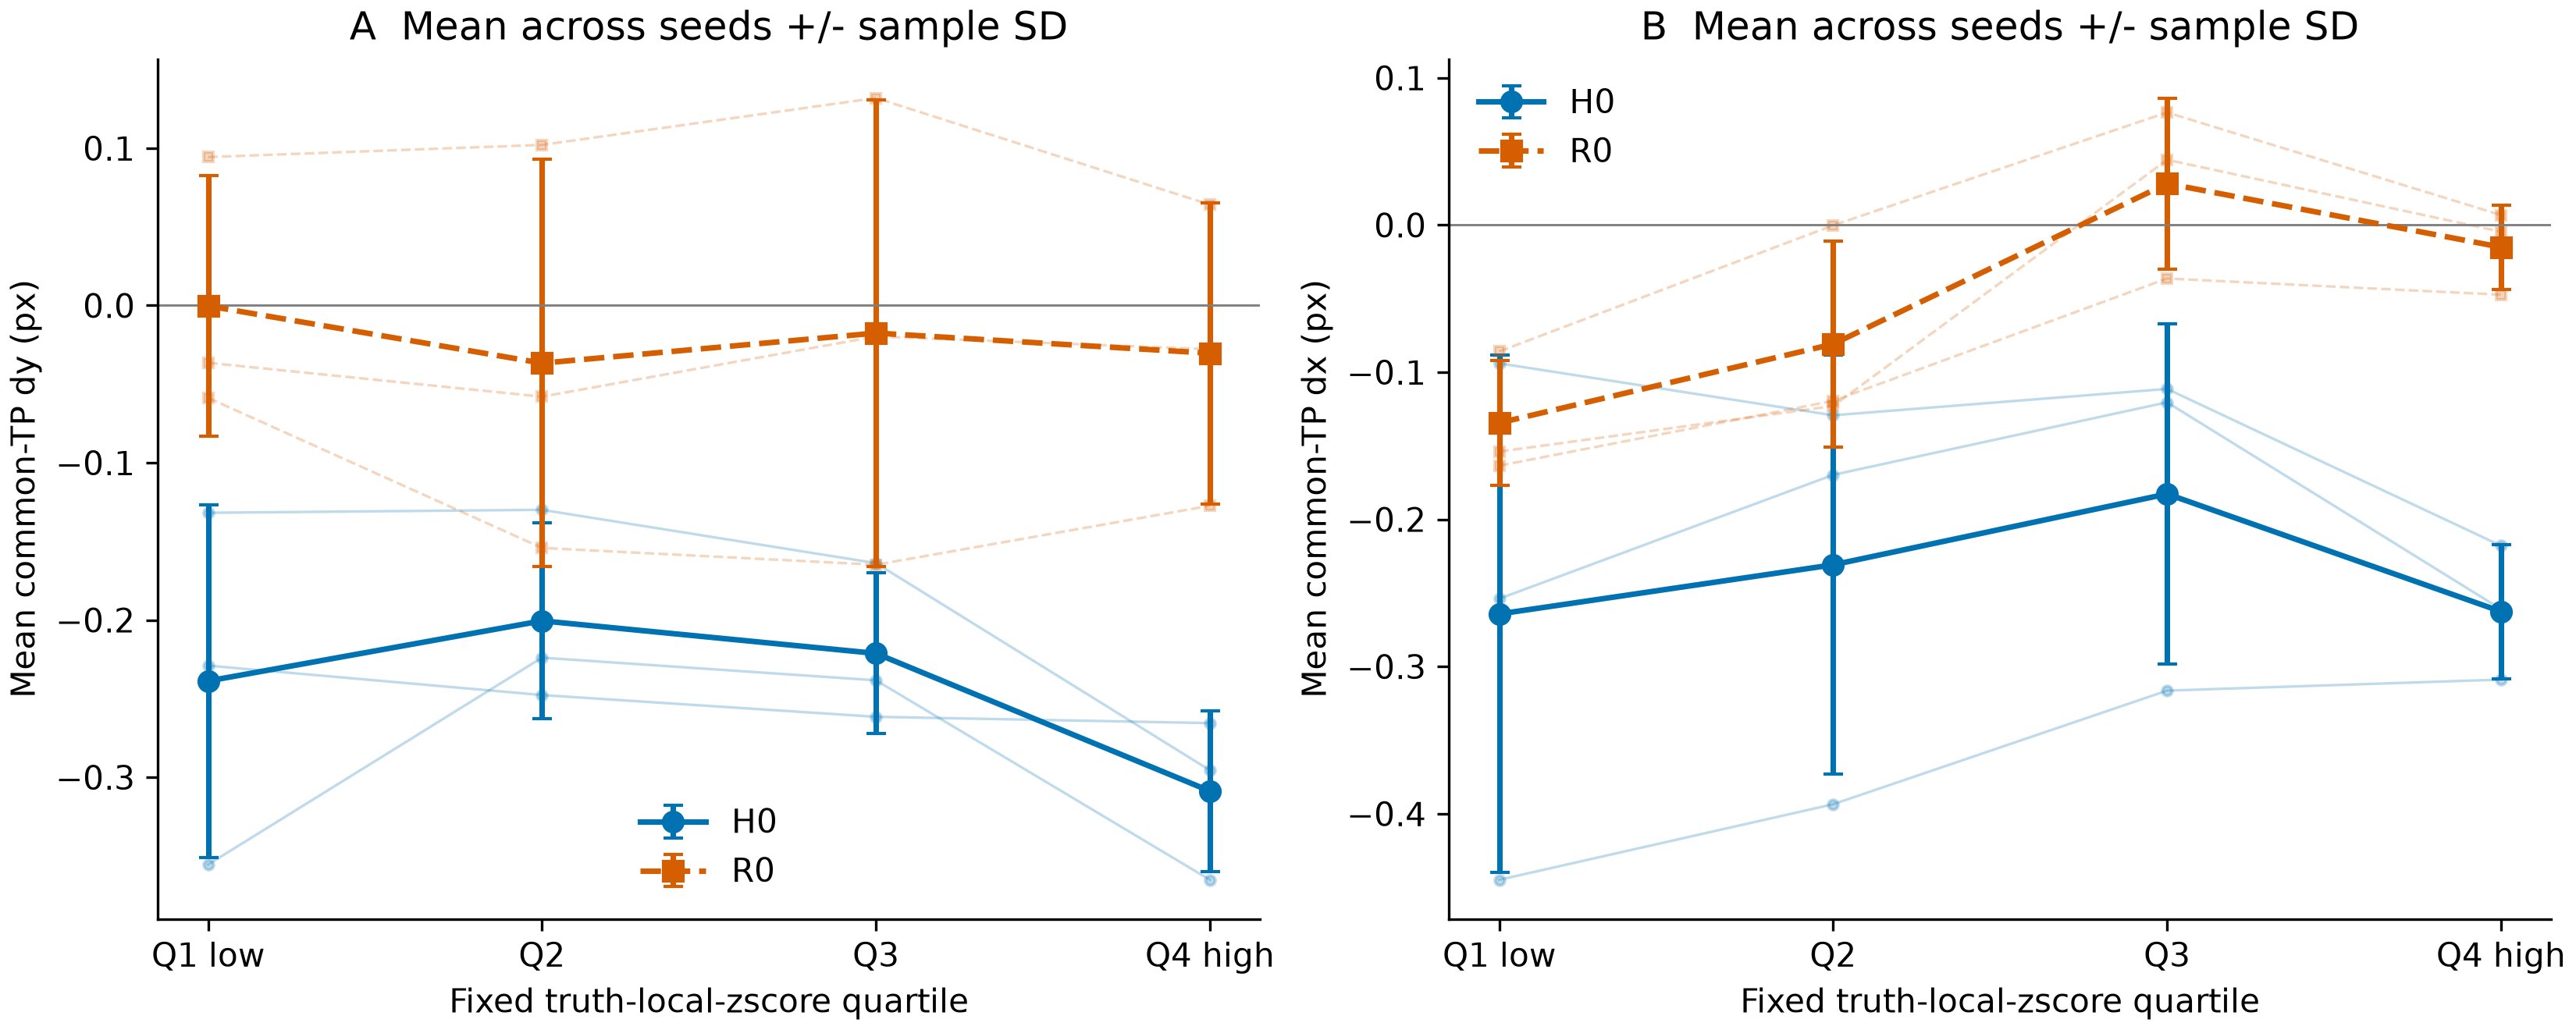 A  Mean across seeds +/- sample SD
Mean common-TP dy (px)
0.1
0.0
−0.1
−0.2
−0.3
H0
R0
Q1 low
Q2
Q3
Q4 high
Fixed truth-local-zscore quartile
B  Mean across seeds +/- sample SD
Mean common-TP dx (px)
0.1
0.0
−0.1
−0.2
−0.3
−0.4
H0
R0
Q1 low
Q2
Q3
Q4 high
Fixed truth-local-zscore quartile